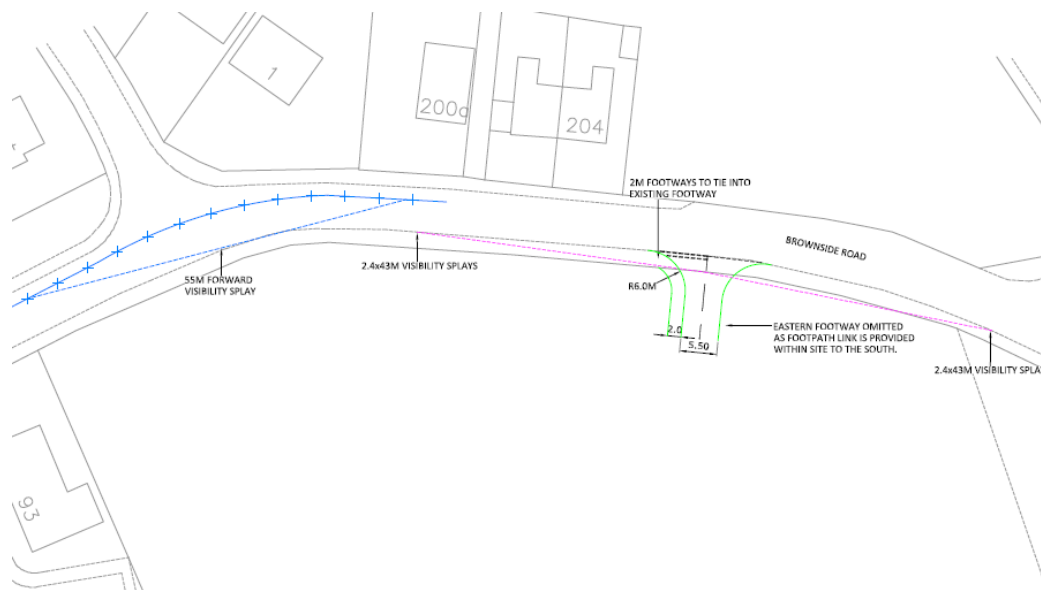 1
200a
204
2M FOOTWAYS TO TIE INTO
EXISTING FOOTWAY
BROWNSIDE ROAD
55M FORWARD
VISIBILITY SPLAY
2.4x43M VISIBILITY SPLAYS
R6.0M
2.0
5.50
EASTERN FOOTWAY OMITTED
AS FOOTPATH LINK IS PROVIDED
WITHIN SITE TO THE SOUTH.
2.4x43M VISIBILITY SPLA
93